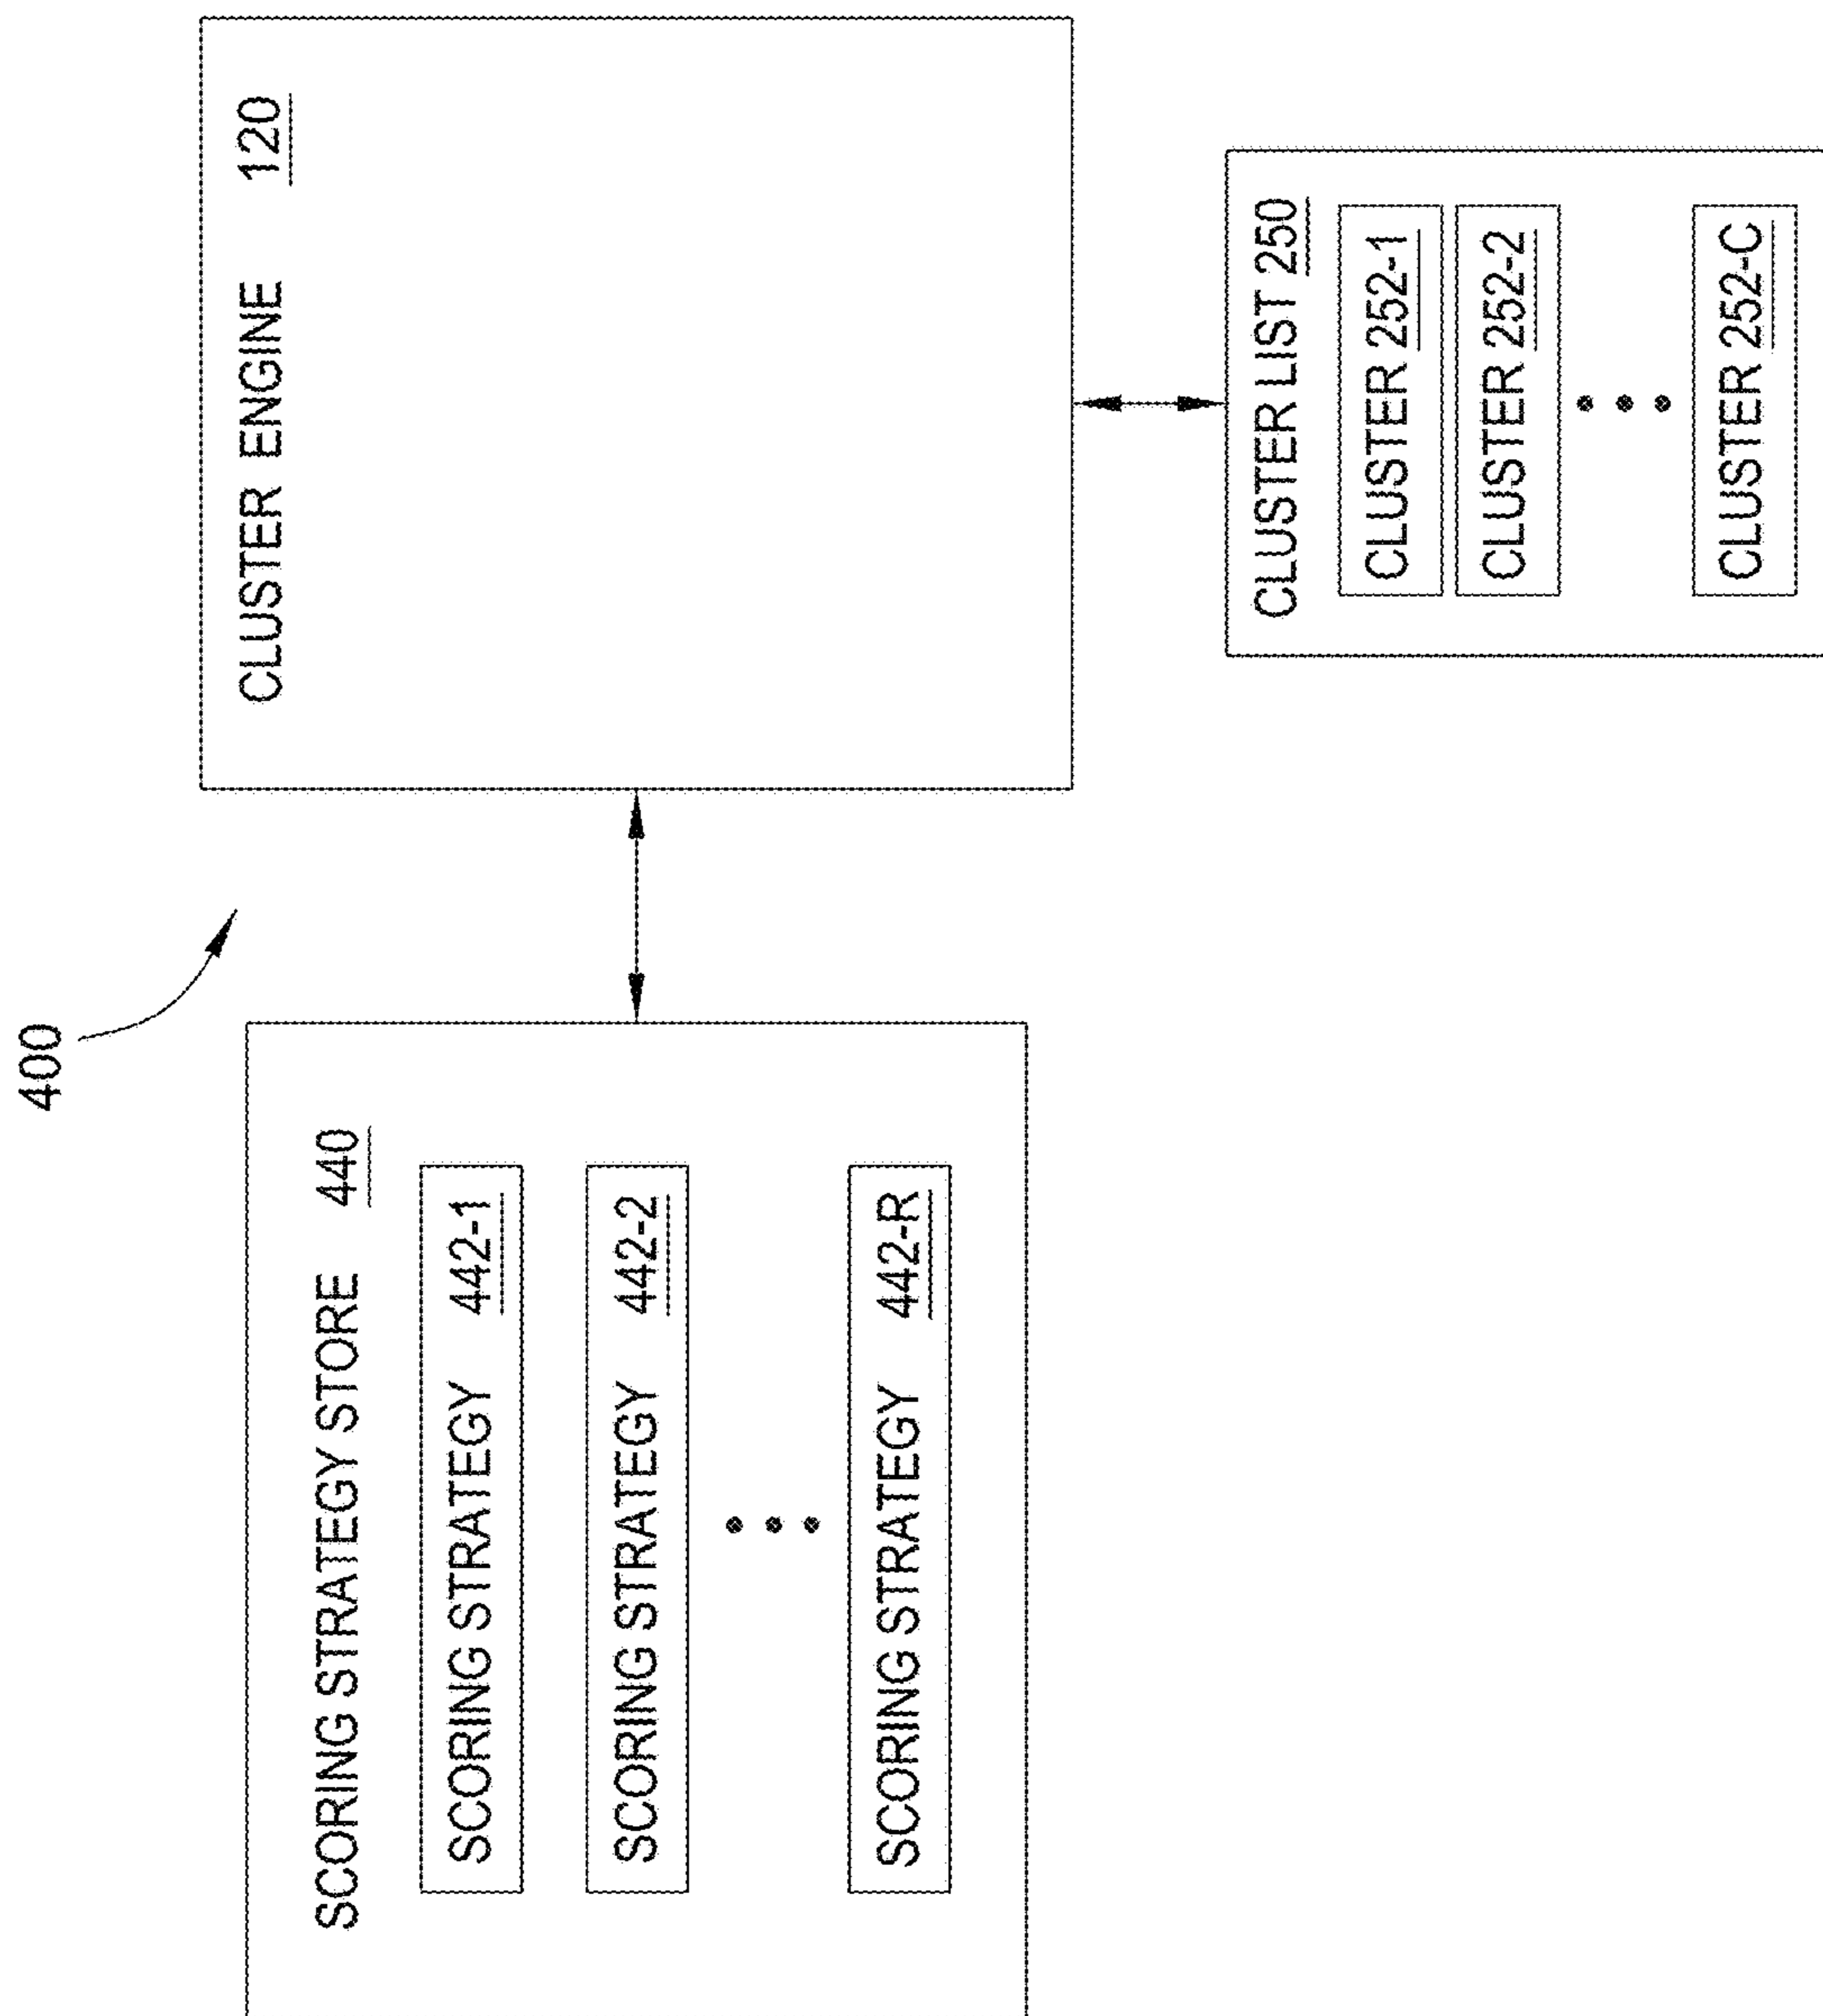 400
SCORING STRATEGY STORE 440
SCORING STRATEGY 442-1
SCORING STRATEGY 442-2
SCORING STRATEGY 442-R
CLUSTER ENGINE 120
CLUSTER LIST 250
CLUSTER 252-1
CLUSTER 252-2
CLUSTER 252-C